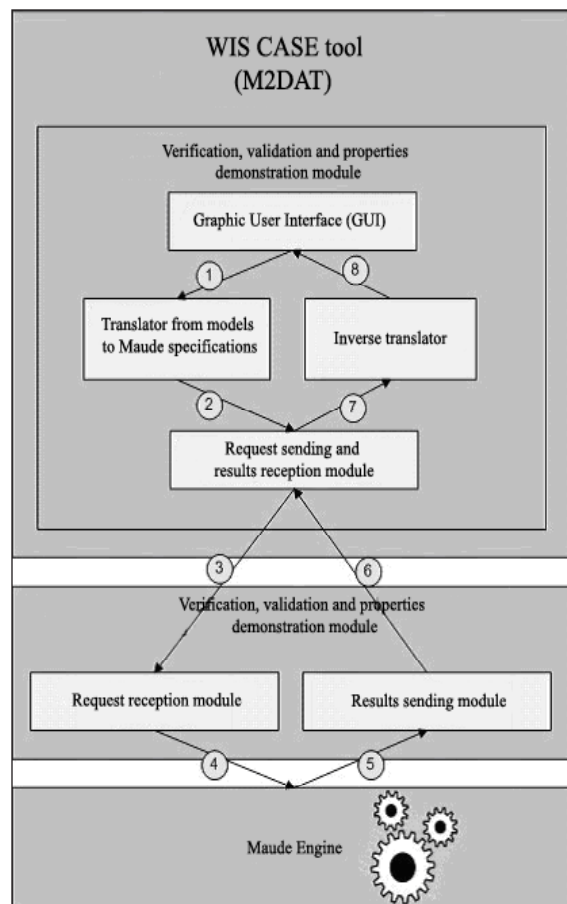 WIS CASE tool
(M2DAT)
Verification, validation and properties
demonstration module
Graphic User Interface (GUI)
1
8
Translator from models
to Maude specifications
Inverse translator
2
7
Request sending and
results reception module
3
6
Verification, validation and properties
demonstration module
Request reception module
Results sending module
4
5
Maude Engine